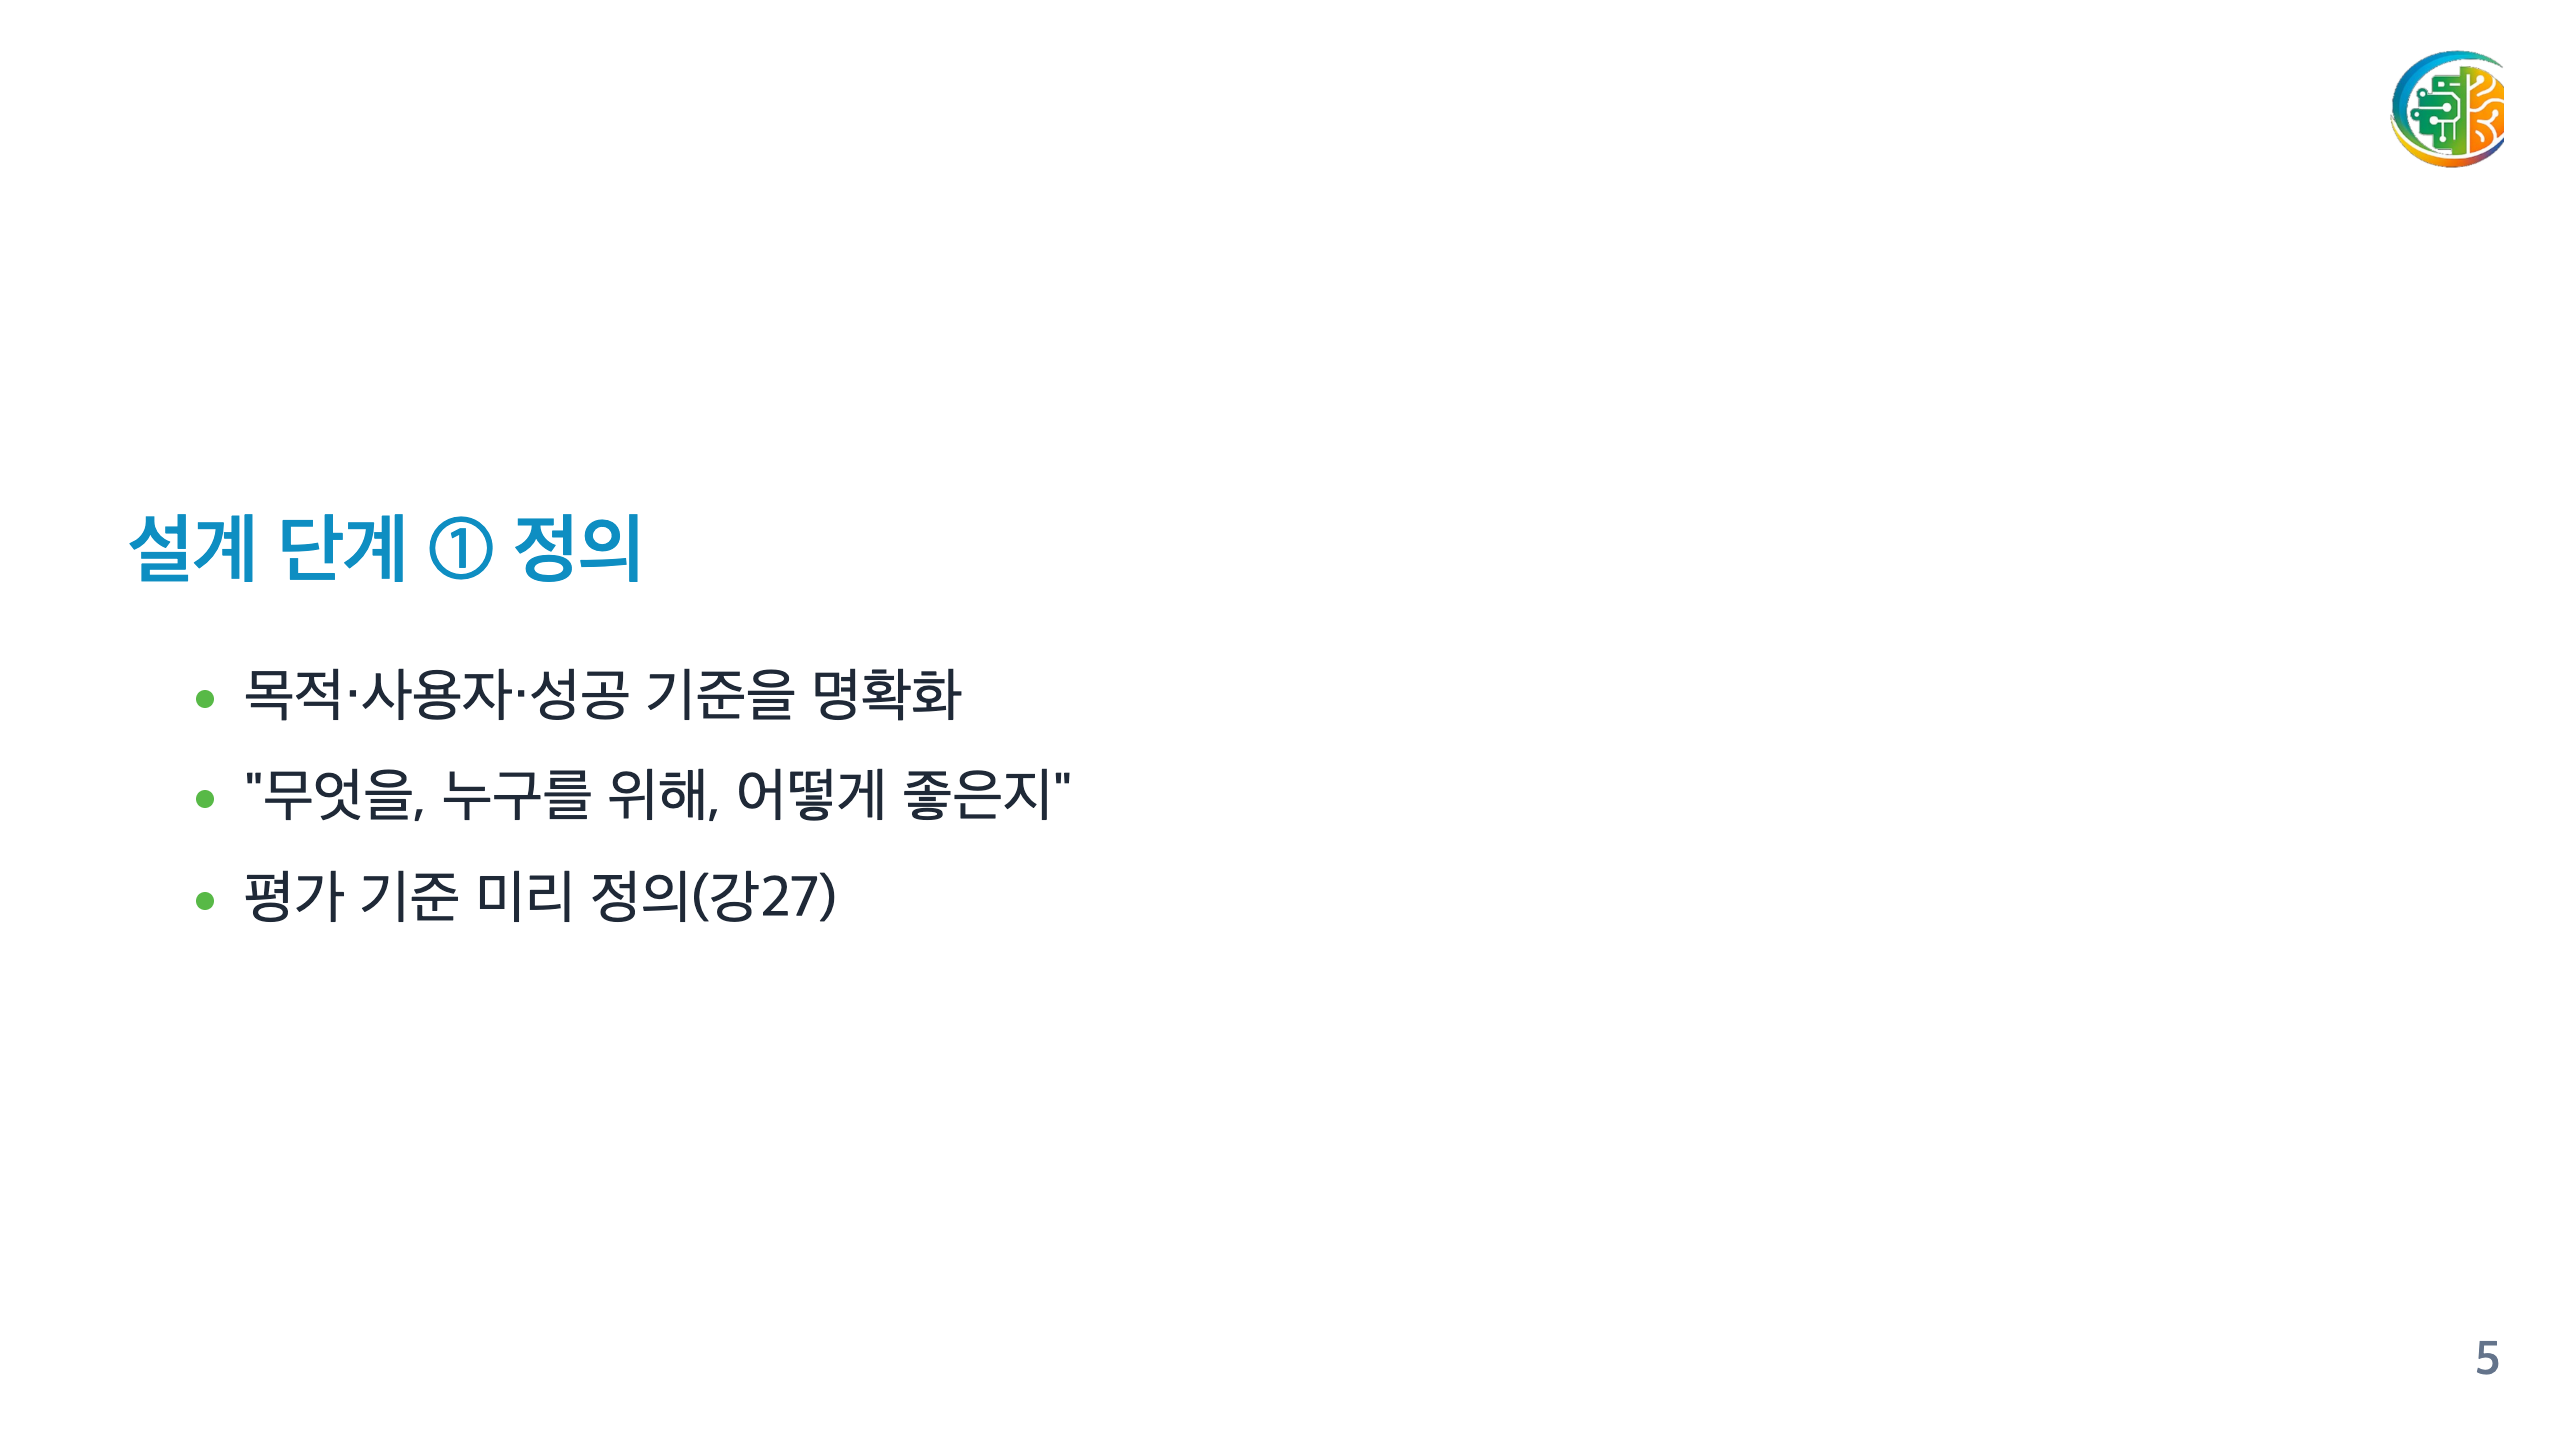 설계 단계 ① 정의
• 목적·사용자·성공 기준을 명확화
• "무엇을, 누구를 위해, 어떻게 좋은지"
• 평가 기준 미리 정의(강27)
5